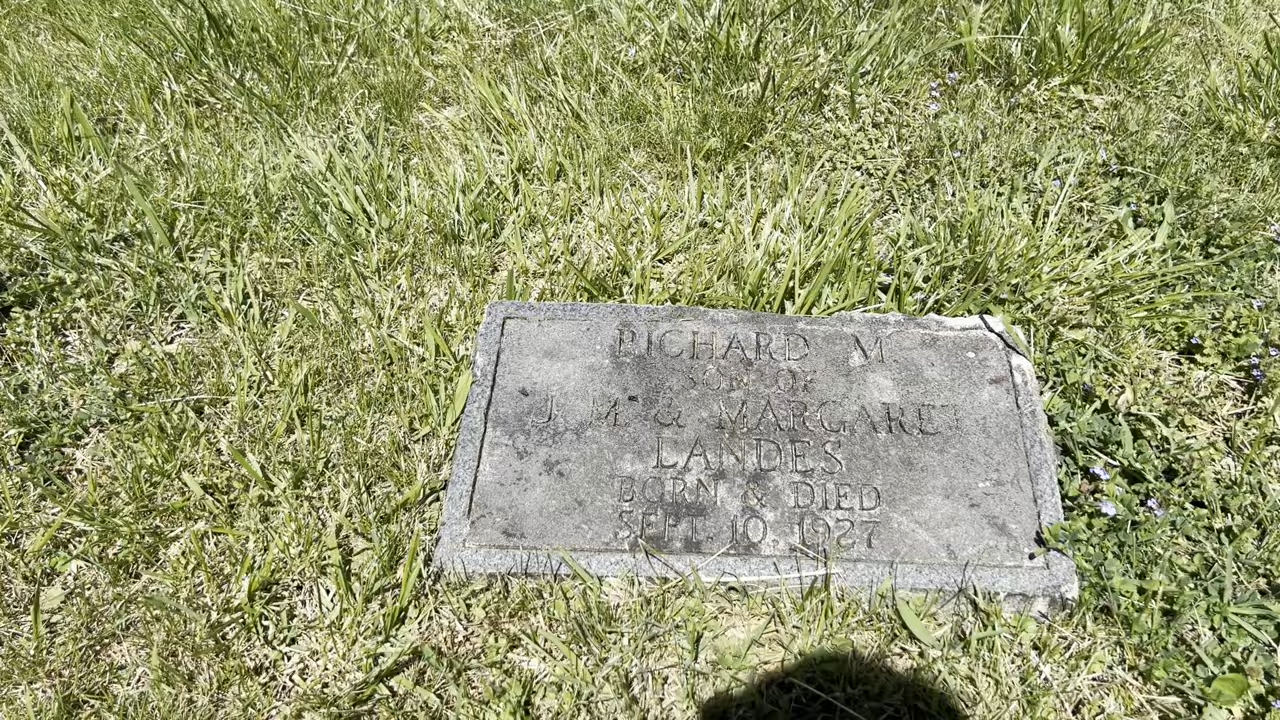 RICHARD M
SON OF
J. M. & MARGARET
LANDES
BORN & DIED
SEPT. 10, 1927